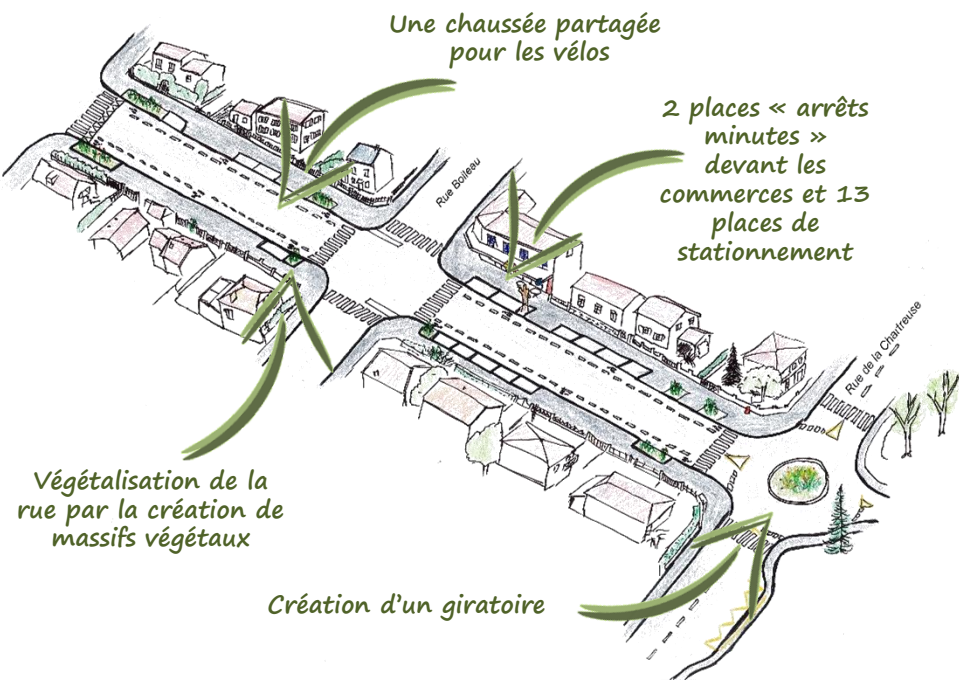 Une chaussée partagée
pour les vélos
2 places « arrêts
minutes »
devant les
commerces et 13
places de
stationnement
Rue Boileau
Rue de la Chartreuse
Végétalisation de la
rue par la création de
massifs végétaux
Création d'un giratoire